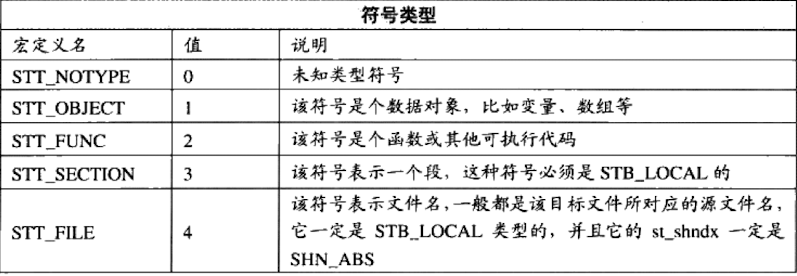 符号类型
宏定义名 值 说明
STT_NOTYPE 0 未知类型符号
STT_OBJECT 1 该符号是个数据对象，比如变量、数组等
STT_FUNC 2 该符号是个函数或其他可执行代码
STT_SECTION 3 该符号表示一个段，这种符号必须是 STB_LOCAL 的
该符号表示文件名，一般都是该目标文件所对应的源文件名，
STT_FILE 4 它一定是 STB_LOCAL 类型的，并且它的 st_shndx 一定是
SHN_ABS